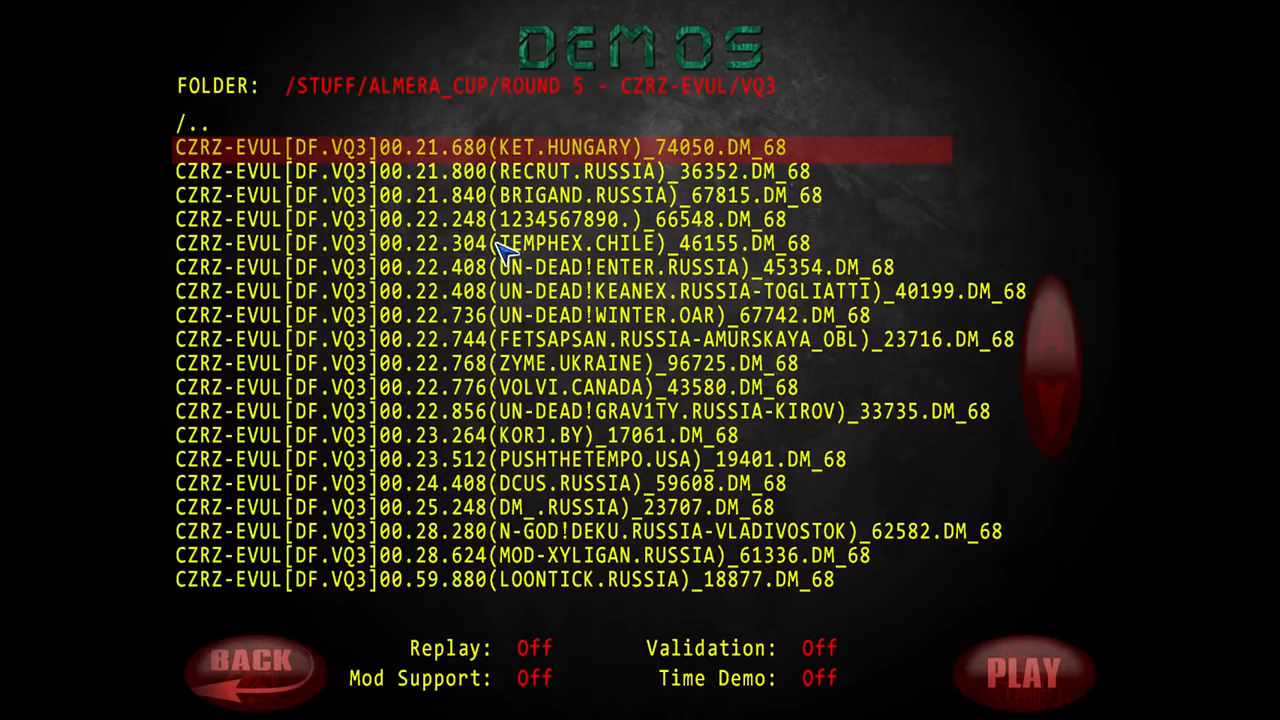 DEMOS
FOLDER: /STUFF/ALMERA_CUP/ROUND 5 - CZRZ-EVUL/VQ3
/..
CZRZ-EVUL[DF.VQ3]00.21.680(KET.HUNGARY)_74050.DM_68
CZRZ-EVUL[DF.VQ3]00.21.800(RECRUT.RUSSIA)_36352.DM_68
CZRZ-EVUL[DF.VQ3]00.21.840(BRIGAND.RUSSIA)_67815.DM_68
CZRZ-EVUL[DF.VQ3]00.22.248(1234567890.)_66548.DM_68
CZRZ-EVUL[DF.VQ3]00.22.304(TEMPHEX.CHILE)_46155.DM_68
CZRZ-EVUL[DF.VQ3]00.22.408(UN-DEAD!ENTER.RUSSIA)_45354.DM_68
CZRZ-EVUL[DF.VQ3]00.22.408(UN-DEAD!KEANEX.RUSSIA-TOGLIATTI)_40199.DM_68
CZRZ-EVUL[DF.VQ3]00.22.736(UN-DEAD!WINTER.OAR)_67742.DM_68
CZRZ-EVUL[DF.VQ3]00.22.744(FETSAPSAN.RUSSIA-AMURSKAYA_OBL)_23716.DM_68
CZRZ-EVUL[DF.VQ3]00.22.768(ZYME.UKRAINE)_96725.DM_68
CZRZ-EVUL[DF.VQ3]00.22.776(VOLVI.CANADA)_43580.DM_68
CZRZ-EVUL[DF.VQ3]00.22.856(UN-DEAD!GRAV1TY.RUSSIA-KIROV)_33735.DM_68
CZRZ-EVUL[DF.VQ3]00.23.264(KORJ.BY)_17061.DM_68
CZRZ-EVUL[DF.VQ3]00.23.512(PUSHTHETEMPO.USA)_19401.DM_68
CZRZ-EVUL[DF.VQ3]00.24.408(DCUS.RUSSIA)_59608.DM_68
CZRZ-EVUL[DF.VQ3]00.25.248(DM_.RUSSIA)_23707.DM_68
CZRZ-EVUL[DF.VQ3]00.28.280(N-GOD!DEKU.RUSSIA-VLADIVOSTOK)_62582.DM_68
CZRZ-EVUL[DF.VQ3]00.28.624(MOD-XYLIGAN.RUSSIA)_61336.DM_68
CZRZ-EVUL[DF.VQ3]00.59.880(LOONTICK.RUSSIA)_18877.DM_68
Replay: Off Validation: Off
Mod Support: Off Time Demo: Off
BACK
PLAY